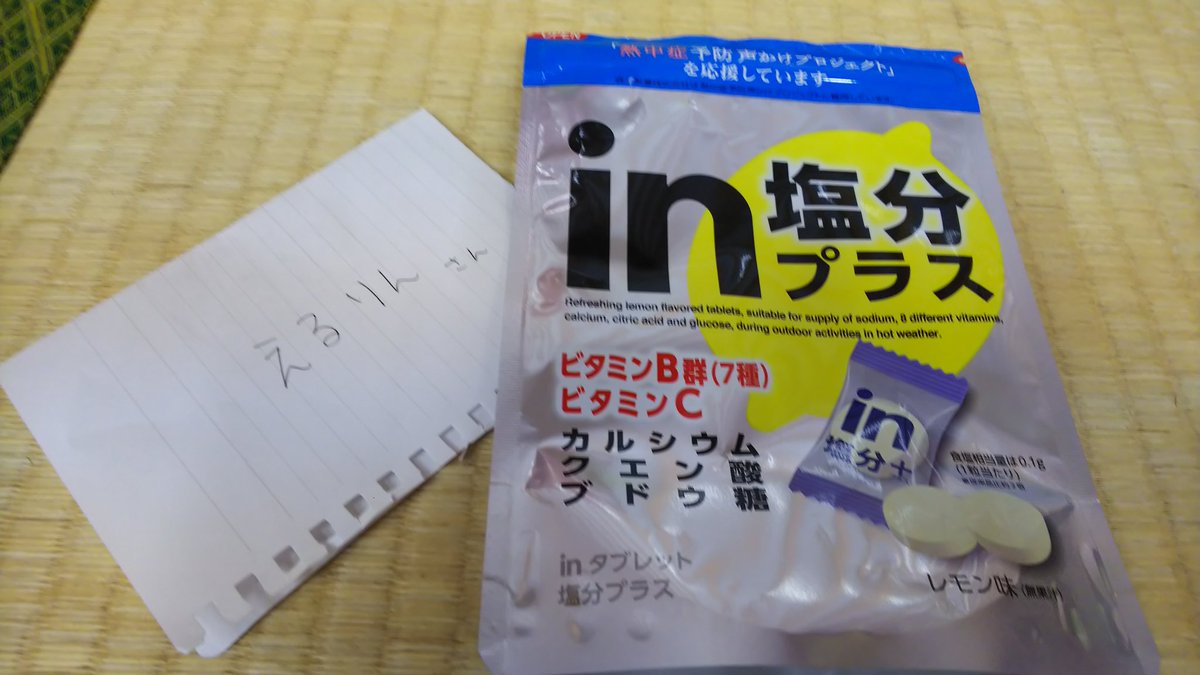 えるりん さん
OPEN
「熱中症予防 声かけプロジェクト」
を応援しています
in 塩分
プラス
Refreshing lemon flavored tablets, suitable for supply of sodium, 8 different vitamins,
calcium, citric acid and glucose, during outdoor activities in hot weather.
ビタミンB群(7種)
ビタミンC
カルシウム
クエン酸
ブドウ糖
in
塩分+
食塩相当量は0.1g
(1粒当たり)
in タブレット
塩分プラス
レモン味(無果汁)